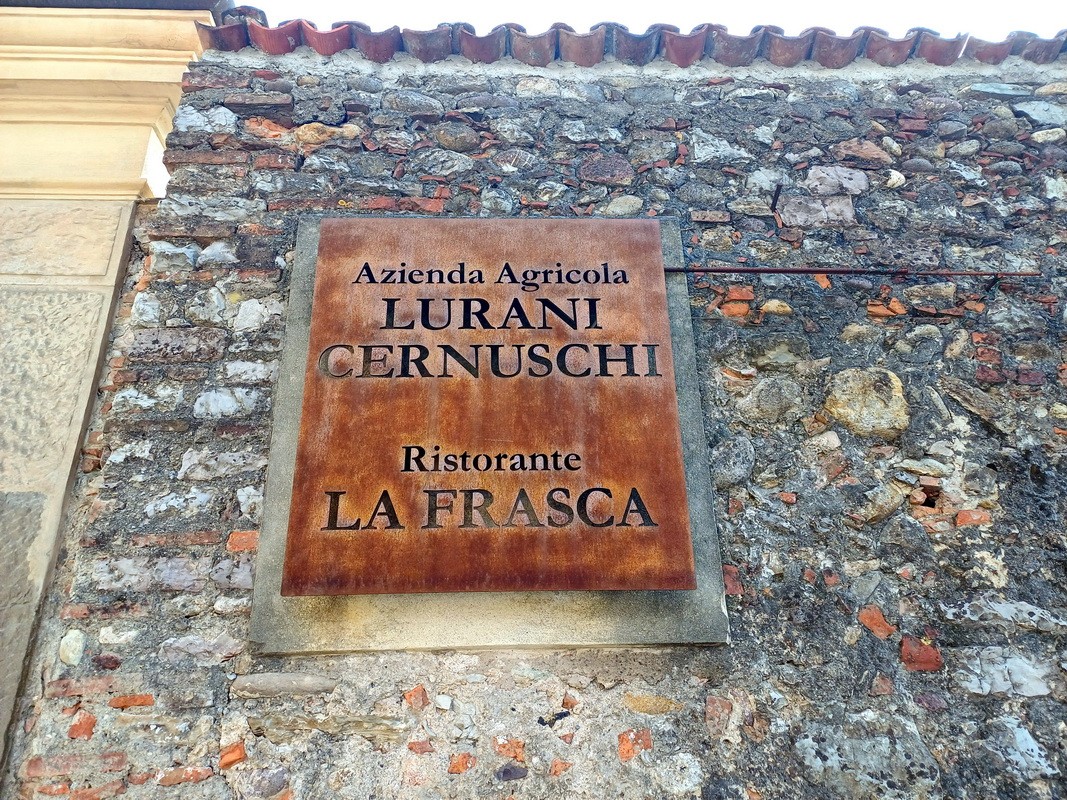 Azienda Agricola
LURANI
CERNUSCHI
Ristorante
LA FRASCA